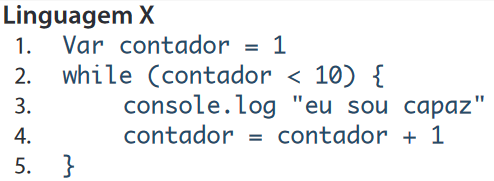 Linguagem X
1. Var contador = 1
2. while (contador < 10) {
3. console.log "eu sou capaz"
4. contador = contador + 1
5. }